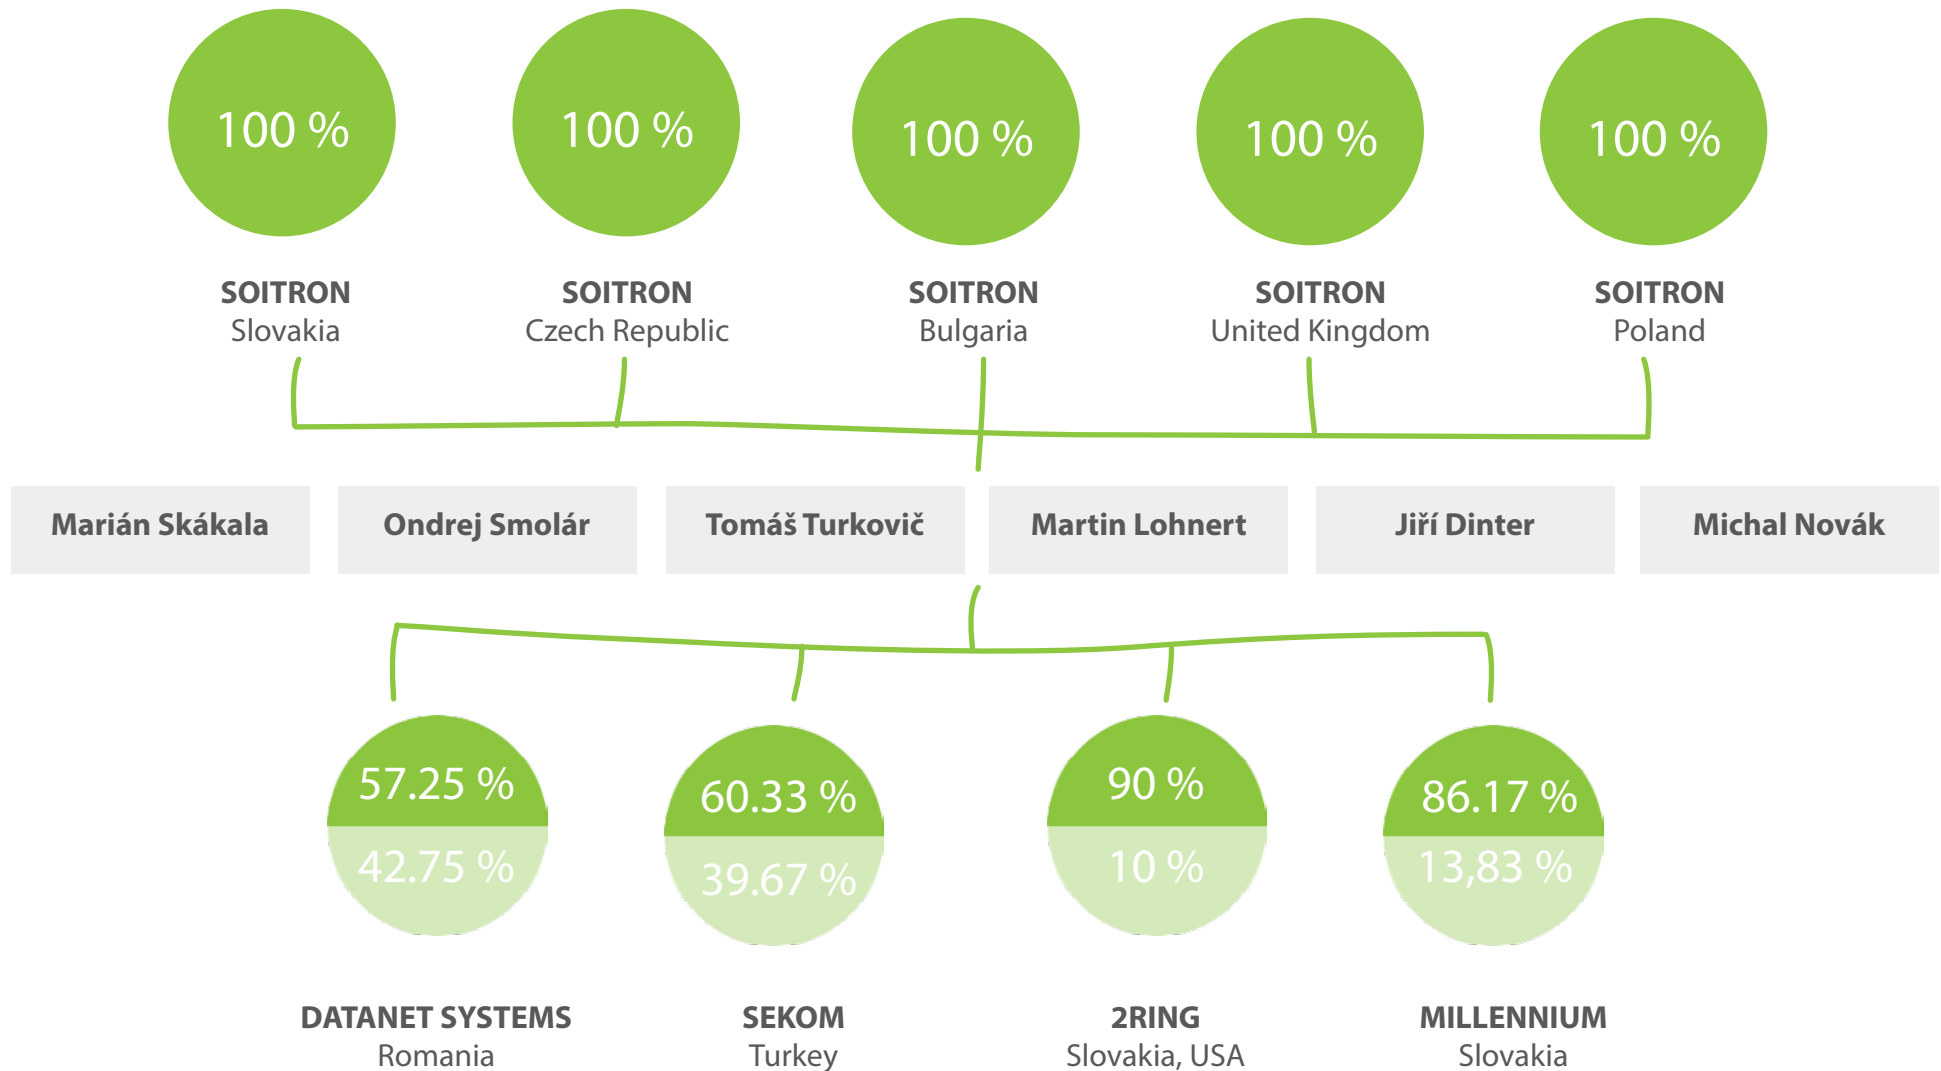 100 %
100 %
100 %
100 %
100 %
SOITRON
Slovakia
SOITRON
Czech Republic
SOITRON
Bulgaria
SOITRON
United Kingdom
SOITRON
Poland
Marián Skákala
Ondrej Smolár
Tomáš Turkovič
Martin Lohnert
Jiří Dinter
Michal Novák
57.25 %
42.75 %
60.33 %
39.67 %
90 %
10 %
86.17 %
13,83 %
DATANET SYSTEMS
Romania
SEKOM
Turkey
2RING
Slovakia, USA
MILLENNIUM
Slovakia